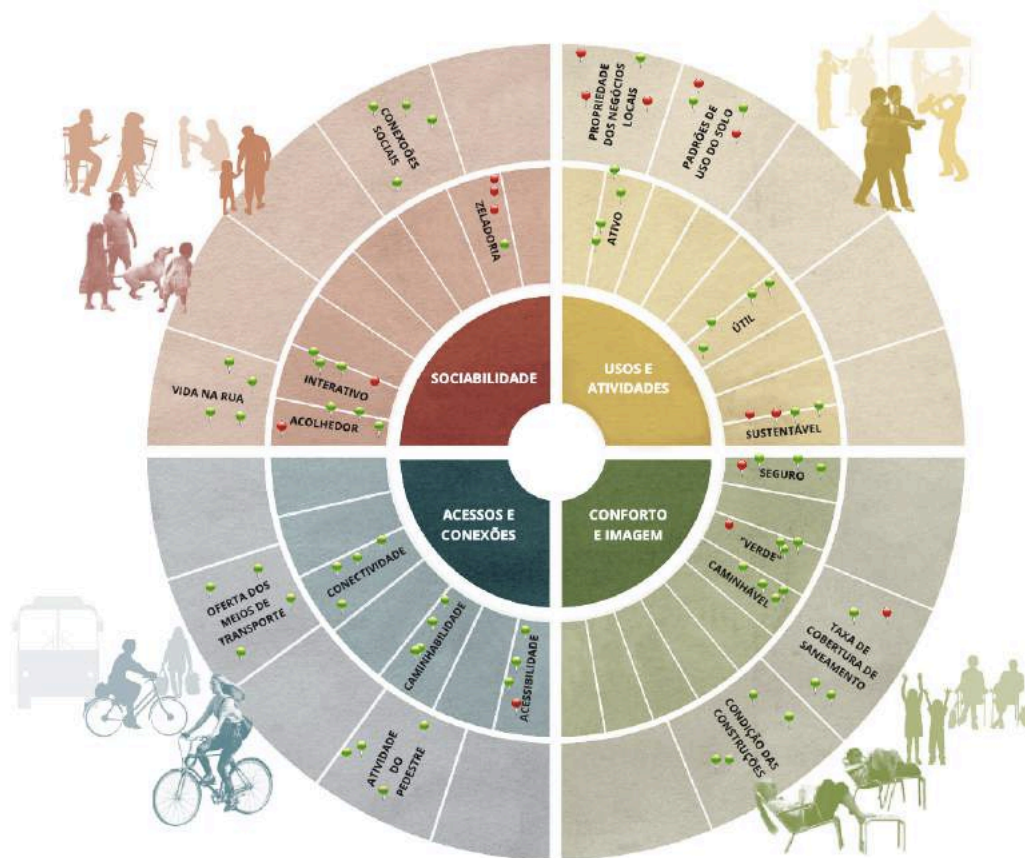 CONEXÕES
SOCIAIS
ZELADORIA
VIDA NA RUA
INTERATIVO
ACOLHEDOR
SOCIABILIDADE
PROPRIEDADE
DOS NEGÓCIOS
LOCAIS
PADRÕES DE
USO DO SOLO
ATIVO
ÚTIL
SUSTENTÁVEL
USOS E
ATIVIDADES
ACESSOS E
CONEXÕES
CONECTIVIDADE
CAMINHABILIDADE
ACESSIBILIDADE
OFERTA DOS
MEIOS DE
TRANSPORTE
ATIVIDADE
DO
PEDESTRE
CONFORTO
E IMAGEM
SEGURO
"VERDE"
CAMINHÁVEL
TAXA DE
COBERTURA DE
SANEAMENTO
CONDIÇÃO DAS
CONSTRUÇÕES